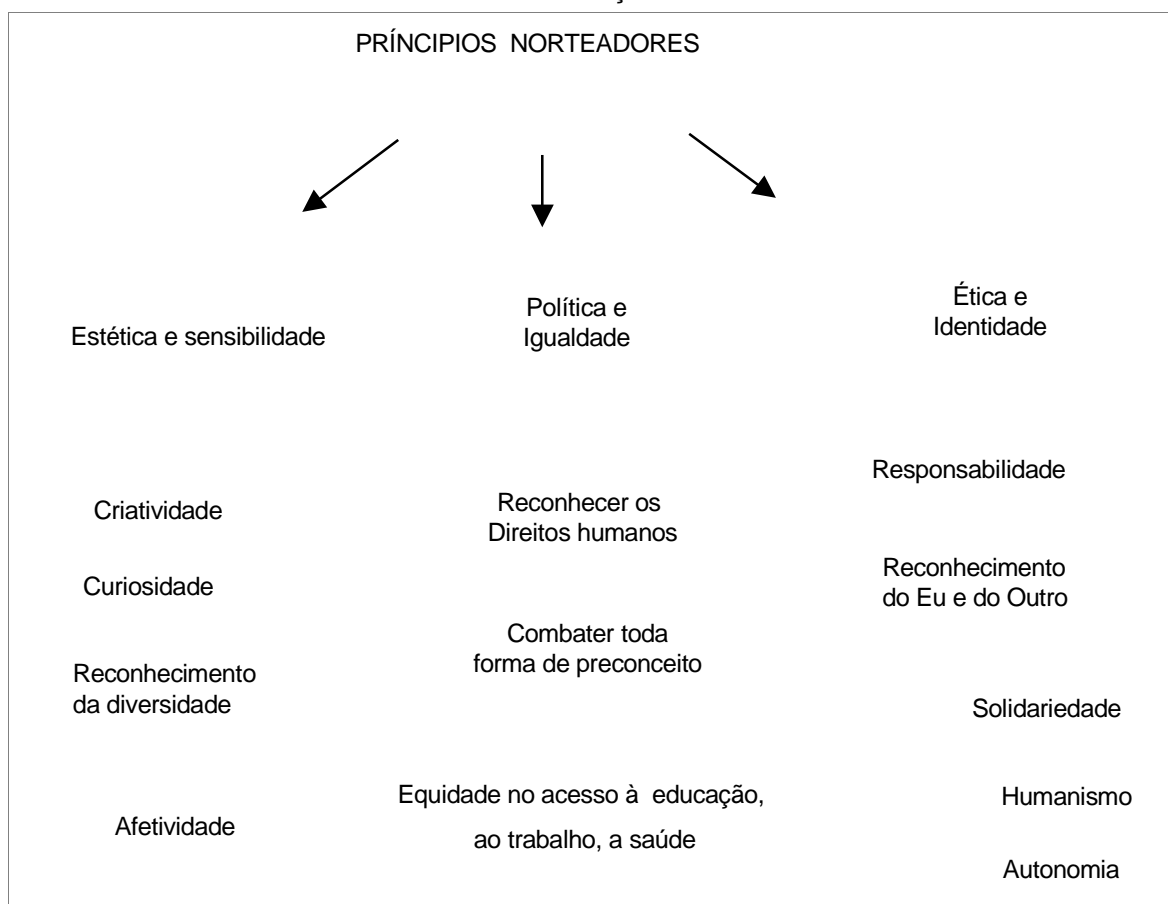 PRÍNCIPIOS NORTEADORES
Estética e sensibilidade
Política e
Igualdade
Ética e
Identidade
Criatividade
Curiosidade
Reconhecimento
da diversidade
Afetividade
Reconhecer os
Direitos humanos
Combater toda
forma de preconceito
Equidade no acesso à educação,
ao trabalho, a saúde
Responsabilidade
Reconhecimento
do Eu e do Outro
Solidariedade
Humanismo
Autonomia